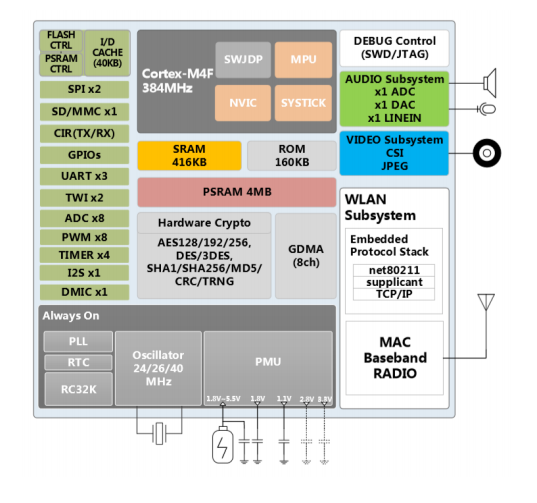 FLASH
CTRL
PSRAM
CTRL
I/D
CACHE
(40KB)
SPI x2
SD/MMC x1
CIR(TX/RX)
GPIOs
UART x3
TWI x2
ADC x8
PWM x8
TIMER x4
I2S x1
DMIC x1
Cortex-M4F
384MHz
SWJDP
MPU
NVIC
SYSTICK
SRAM
416KB
ROM
160KB
PSRAM 4MB
Hardware Crypto
AES128/192/256,
DES/3DES,
SHA1/SHA256/MD5/
CRC/TRNG
GDMA
(8ch)
DEBUG Control
(SWD/JTAG)
AUDIO Subsystem
x1 ADC
x1 DAC
x1 LINEIN
VIDEO Subsystem
CSI
JPEG
WLAN
Subsystem
Embedded
Protocol Stack
net80211
supplicant
TCP/IP
MAC
Baseband
RADIO
Always On
PLL
RTC
RC32K
Oscillator
24/26/40
MHz
PMU
1.8V~5.5V 1.8V 1.1V 2.8V 3.3V